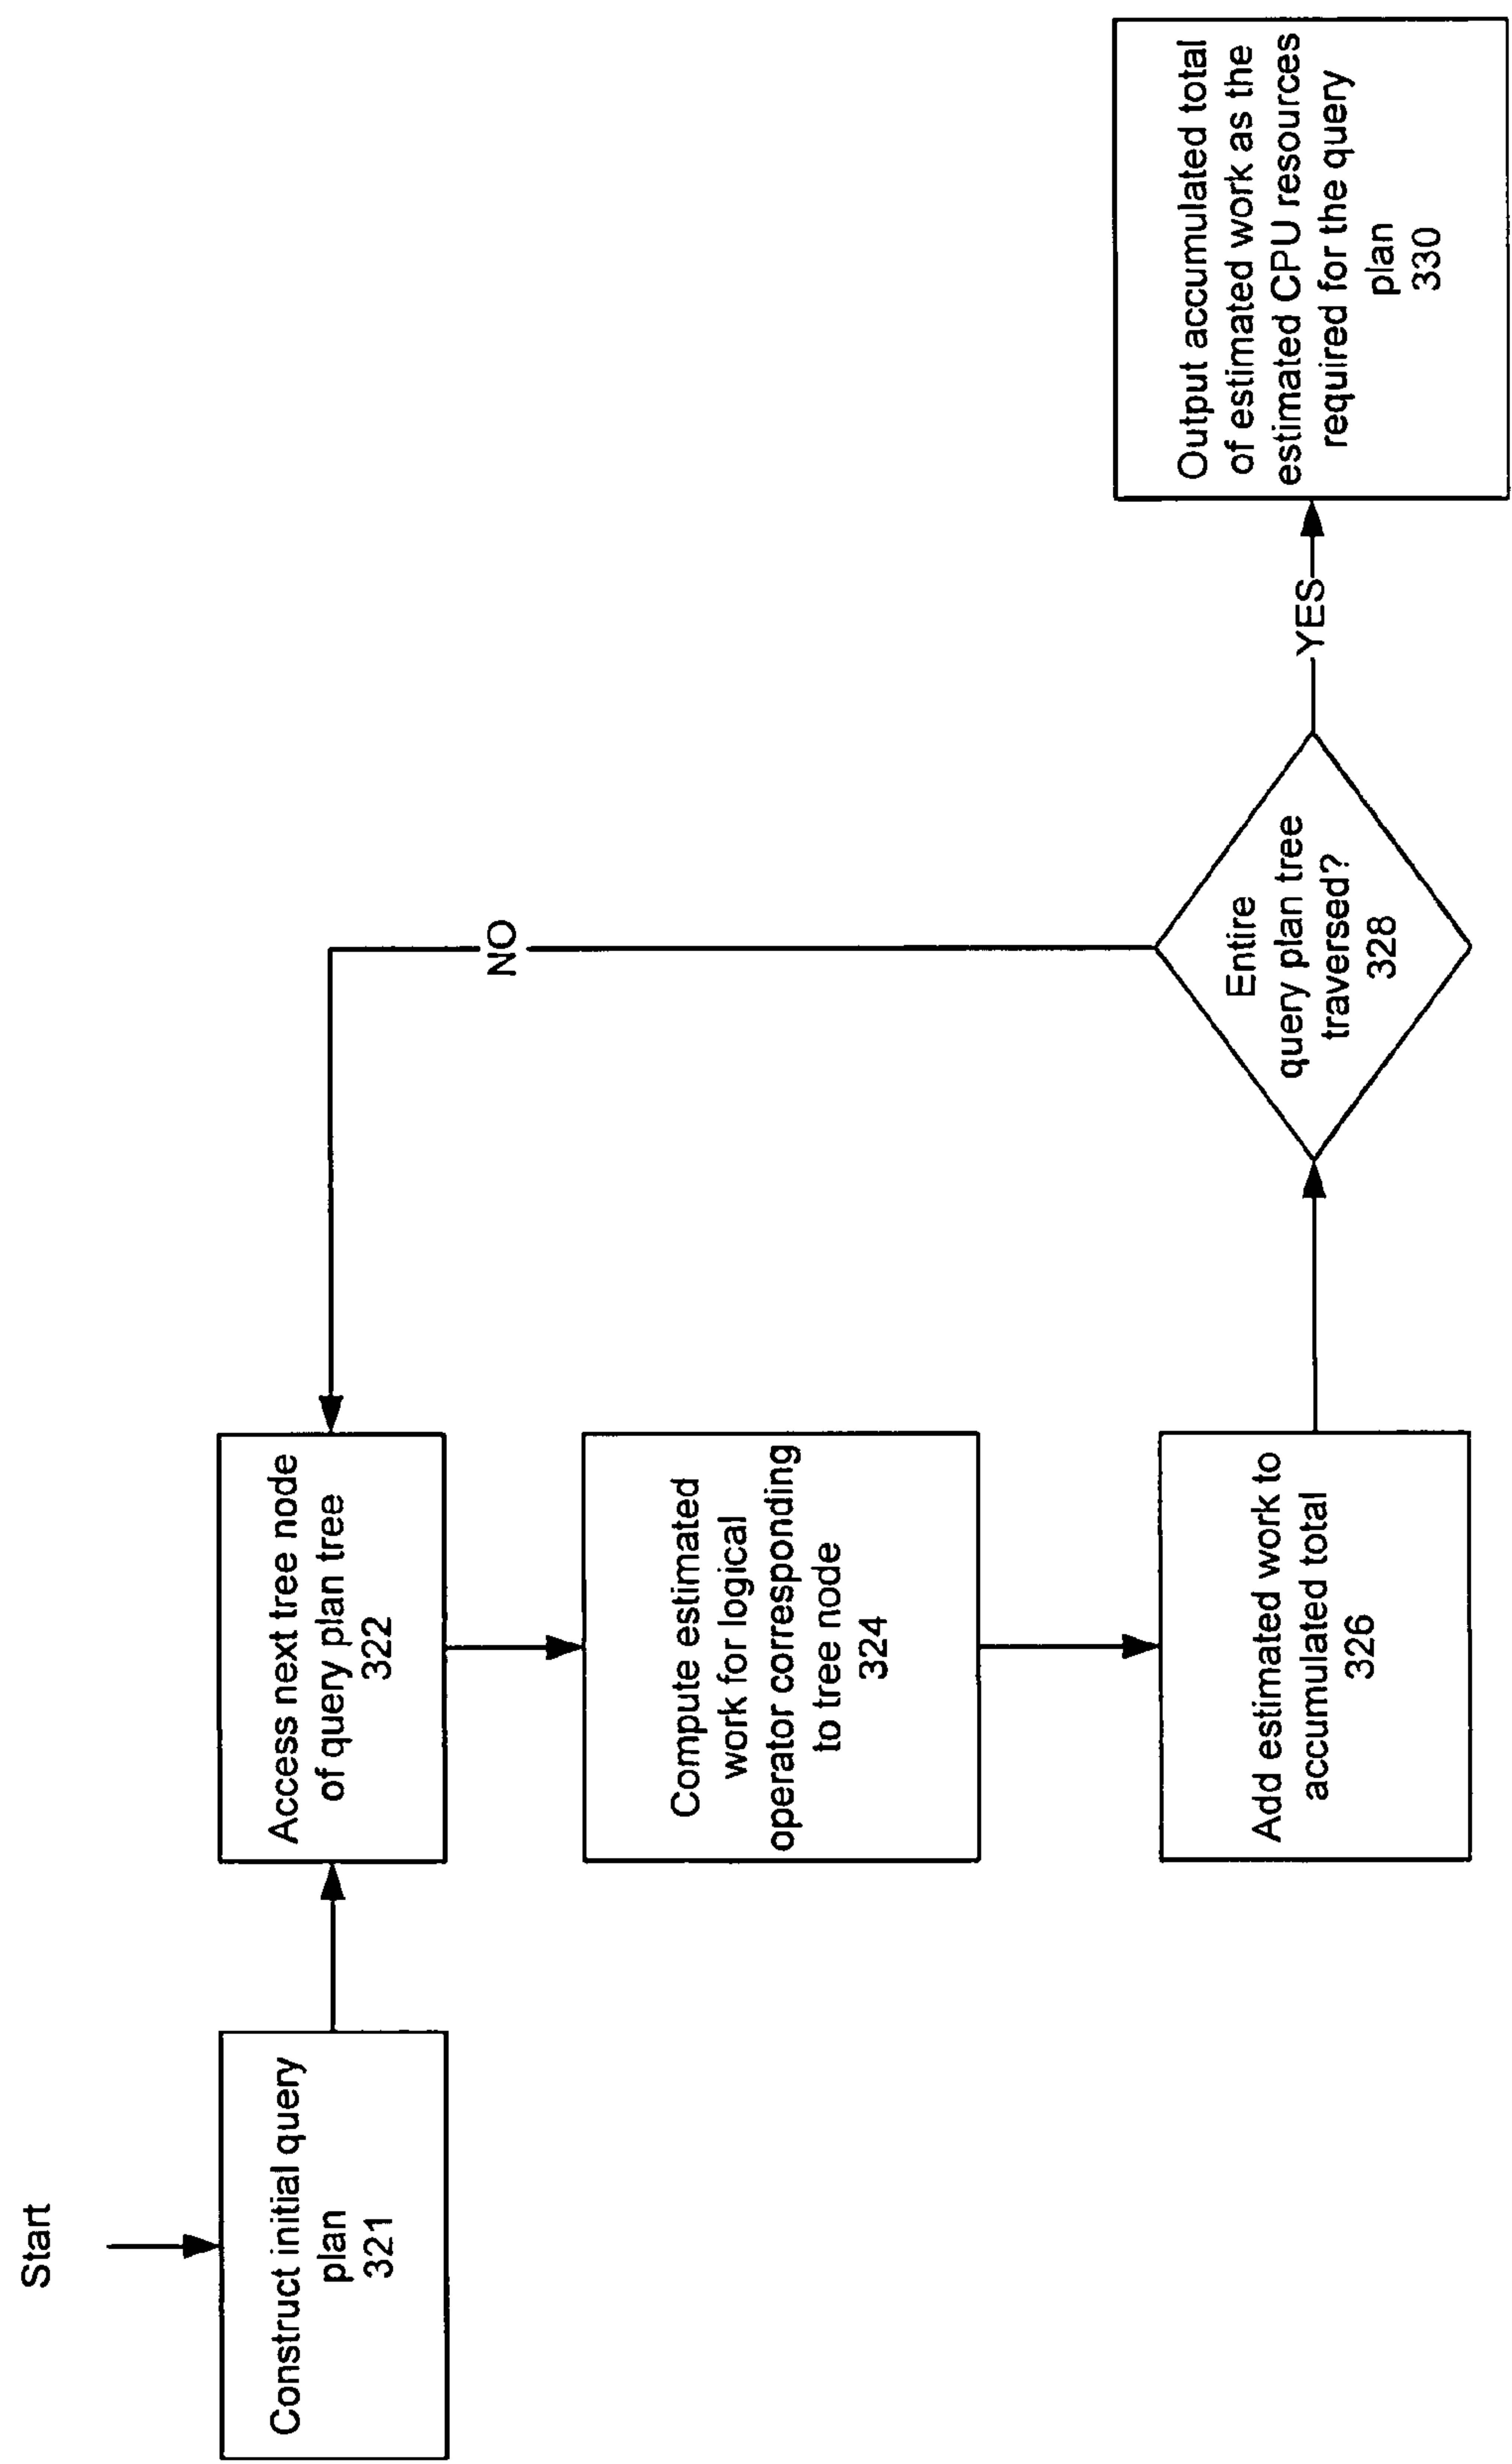 Start
Construct initial query
plan
321
Access next tree node
of query plan tree
322
Compute estimated
work for logical
operator corresponding
to tree node
324
Add estimated work to
accumulated total
326
Entire
query plan tree
traversed?
328
NO
YES
Output accumulated total
of estimated work as the
estimated CPU resources
required for the query
plan
330